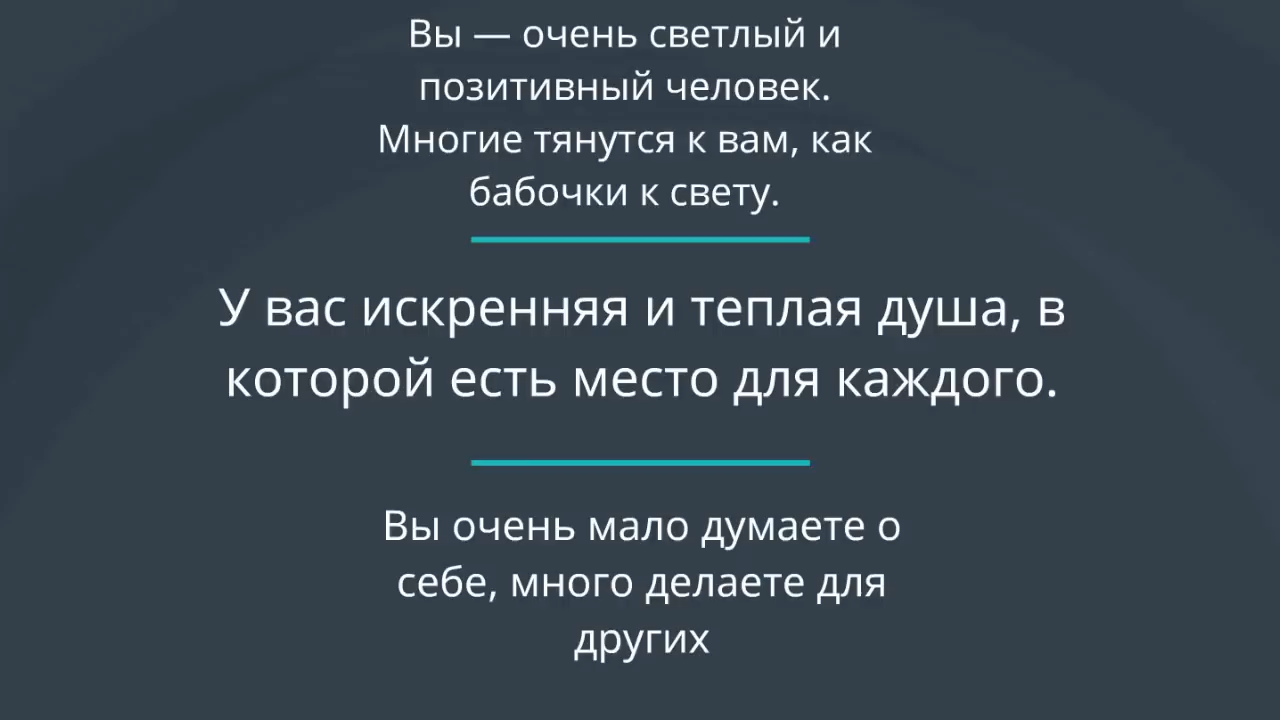 Вы — очень светлый и
позитивный человек.
Многие тянутся к вам, как
бабочки к свету.
У вас искренняя и теплая душа, в
которой есть место для каждого.
Вы очень мало думаете о
себе, много делаете для
других